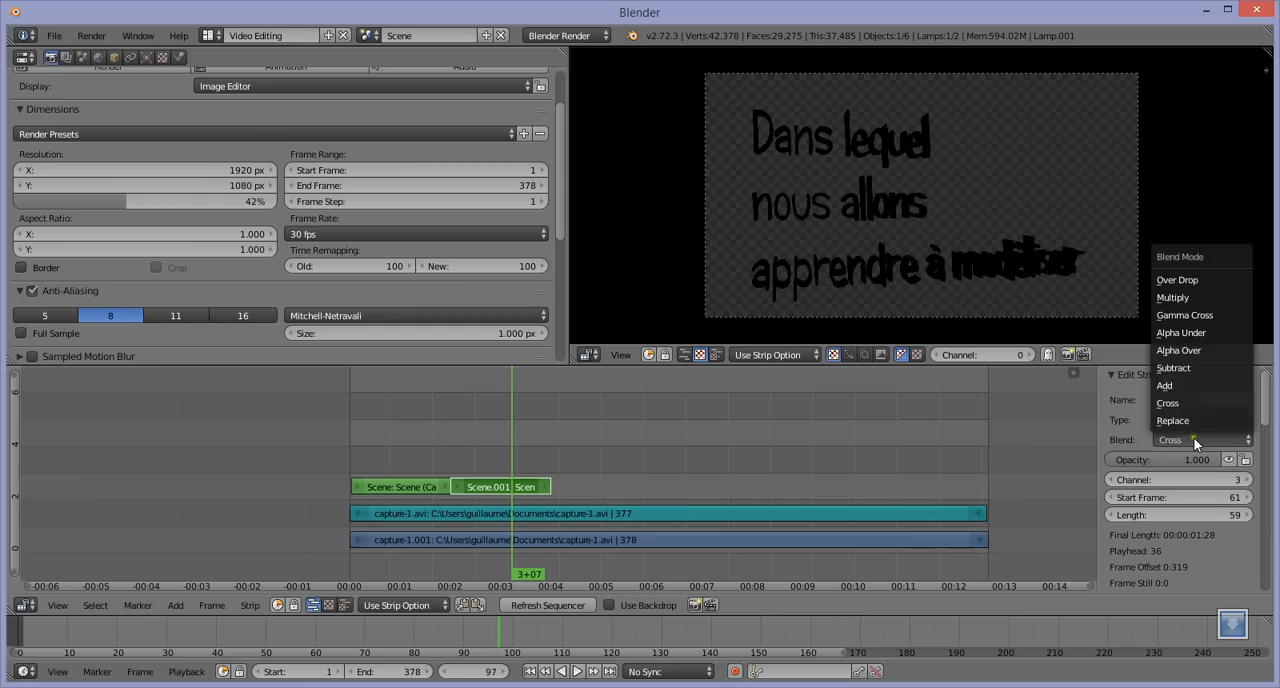 Blender
File Render Window Help Video Editing Scene Blender Render v2.72.3 | Verts:42,378 | Faces:29,275 | Tris:37,485 | Objects:1/6 | Lamps:1/2 | Mem:594.02M | Lamp.001
Display: Image Editor
Dimensions
Render Presets
Resolution: Frame Range:
X: 1920 px Start Frame: 1
Y: 1080 px End Frame: 378
42% Frame Step: 1
Aspect Ratio: Frame Rate:
X: 1.000 30 fps
Y: 1.000 Time Remapping:
Border Crop Old: 100 New: 100
Anti-Aliasing
5 8 11 16 Mitchell-Netravali
Full Sample Size: 1.000 px
Sampled Motion Blur
Dans lequel
nous allons
apprendre à modéliser
View Use Strip Option Channel: 0
Blend Mode
Over Drop
Multiply
Gamma Cross
Alpha Under
Alpha Over
Subtract
Add
Cross
Replace
Edit Str
Name:
Type:
Blend: Cross
Opacity: 1.000
Channel: 3
Start Frame: 61
Length: 59
Final Length: 00:00:01:28
Playhead: 36
Frame Offset 0:319
Frame Still 0:0
6
4
2
0
Scene: Scene (Ca Scene.001: Scen
capture-1.avi: C:\Users\guillaume\Documents\capture-1.avi | 377
capture-1.001: C:\Users\guillaume\Documents\capture-1.avi | 378
3+07
-00:06 -00:05 -00:04 -00:03 -00:02 -00:01 00:00 00:01 00:02 00:03 00:04 00:05 00:06 00:07 00:08 00:09 00:10 00:11 00:12 00:13 00:14
View Select Marker Add Frame Strip Use Strip Option Refresh Sequencer Use Backdrop
0 10 20 30 40 50 60 70 80 90 100 110 120 130 140 150 160 170 180 190 200 210 220 230 240 250
View Marker Frame Playback Start: 1 End: 378 97 No Sync